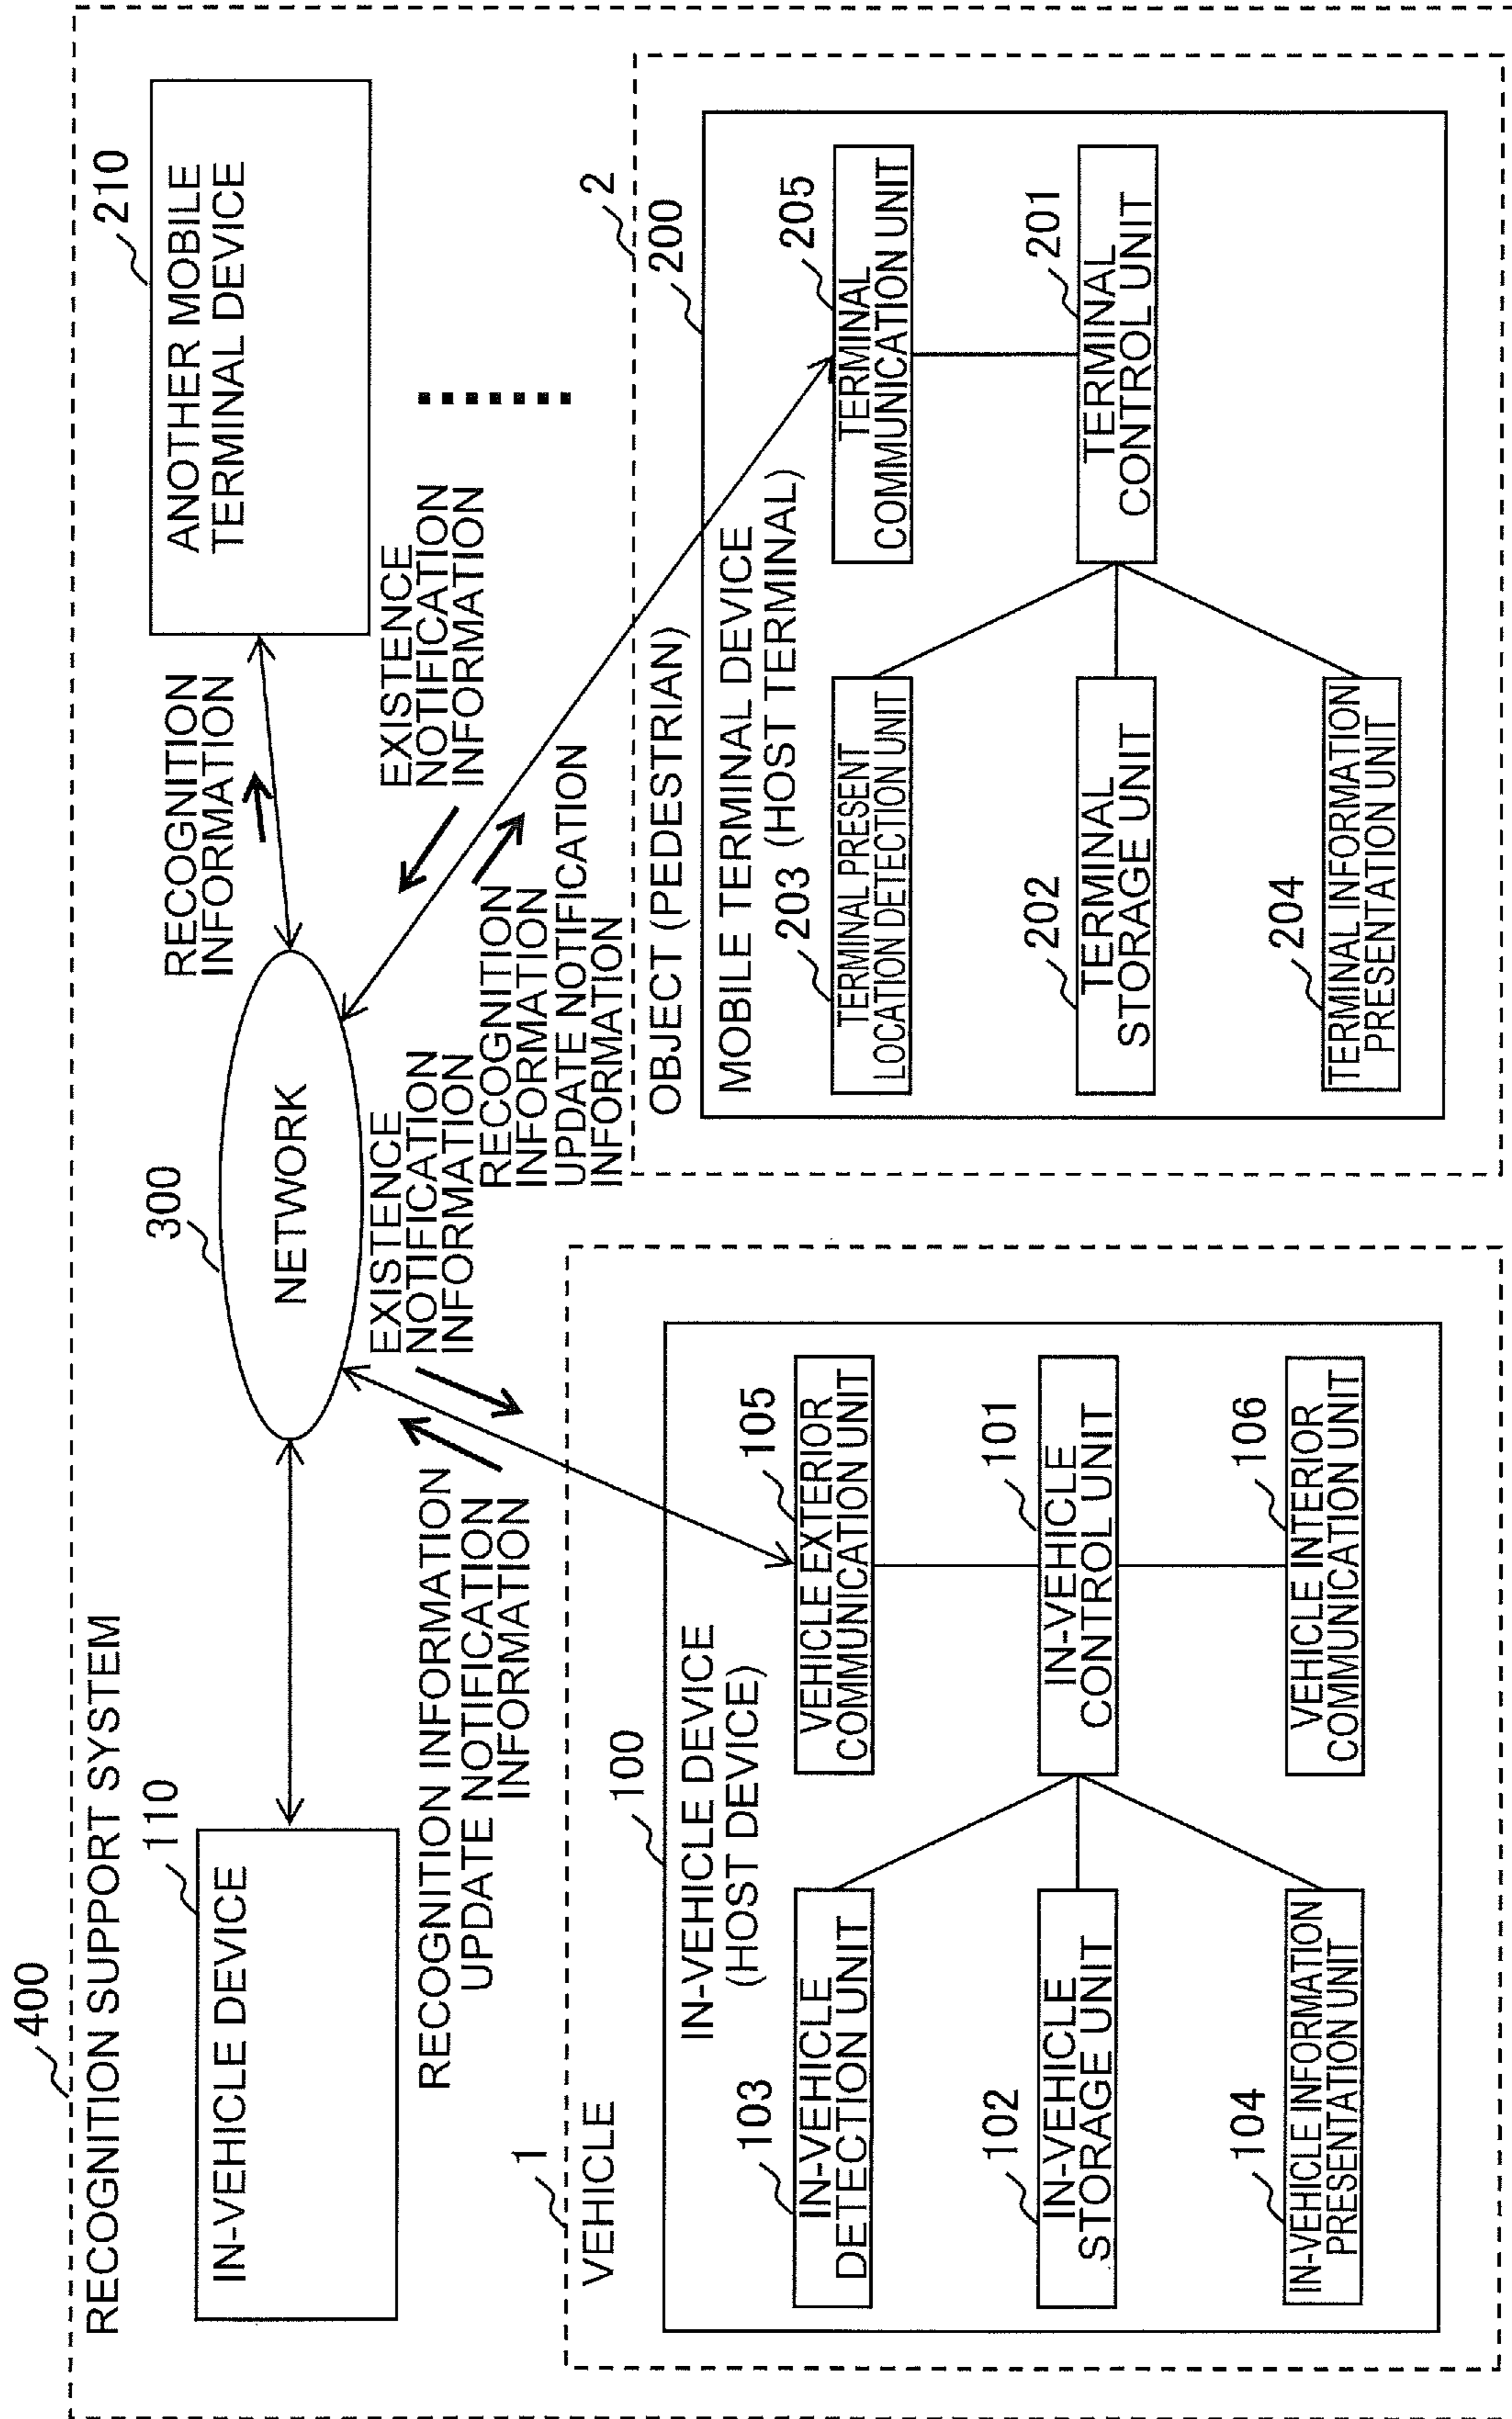 400
RECOGNITION SUPPORT SYSTEM
110
IN-VEHICLE DEVICE
300
NETWORK
210
ANOTHER MOBILE
TERMINAL DEVICE
RECOGNITION
INFORMATION
RECOGNITION INFORMATION
UPDATE NOTIFICATION
INFORMATION
EXISTENCE
NOTIFICATION
INFORMATION
EXISTENCE
NOTIFICATION
INFORMATION
RECOGNITION
INFORMATION
UPDATE NOTIFICATION
INFORMATION
1
VEHICLE
100
IN-VEHICLE DEVICE
(HOST DEVICE)
103
IN-VEHICLE
DETECTION UNIT
105
VEHICLE EXTERIOR
COMMUNICATION UNIT
102
IN-VEHICLE
STORAGE UNIT
101
IN-VEHICLE
CONTROL UNIT
104
IN-VEHICLE INFORMATION
PRESENTATION UNIT
106
VEHICLE INTERIOR
COMMUNICATION UNIT
2
OBJECT (PEDESTRIAN)
200
MOBILE TERMINAL DEVICE
(HOST TERMINAL)
203
TERMINAL PRESENT
LOCATION DETECTION UNIT
205
TERMINAL
COMMUNICATION UNIT
202
TERMINAL
STORAGE UNIT
201
TERMINAL
CONTROL UNIT
204
TERMINAL INFORMATION
PRESENTATION UNIT